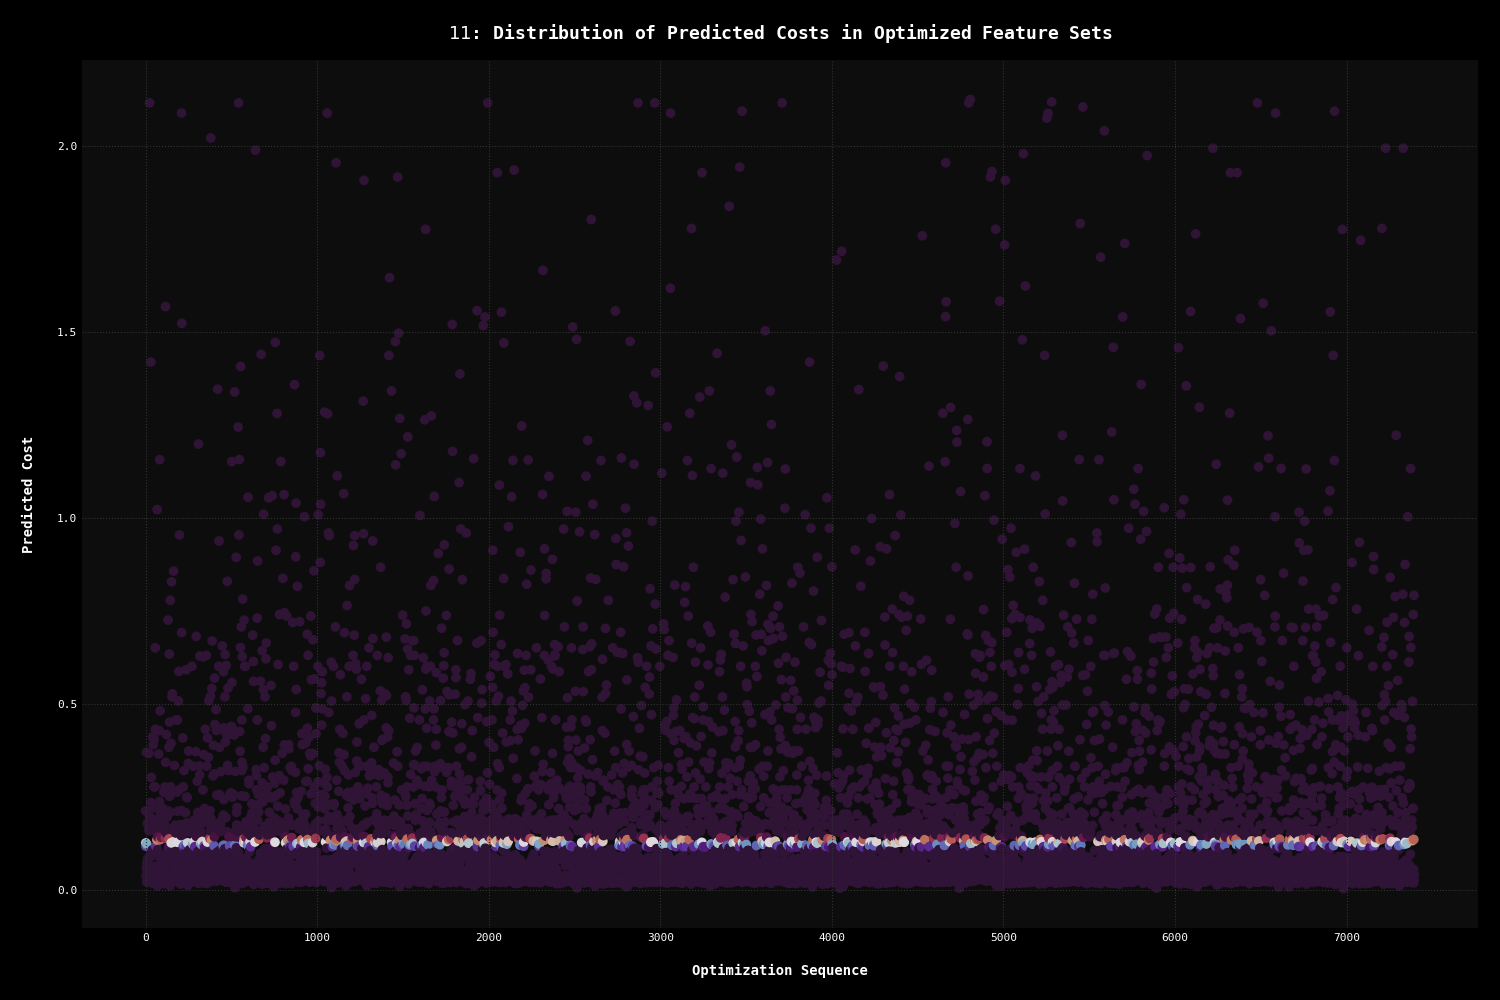 11: Distribution of Predicted Costs in Optimized Feature Sets
2.0
1.5
1.0
0.5
0.0
Predicted Cost
0 1000 2000 3000 4000 5000 6000 7000
Optimization Sequence